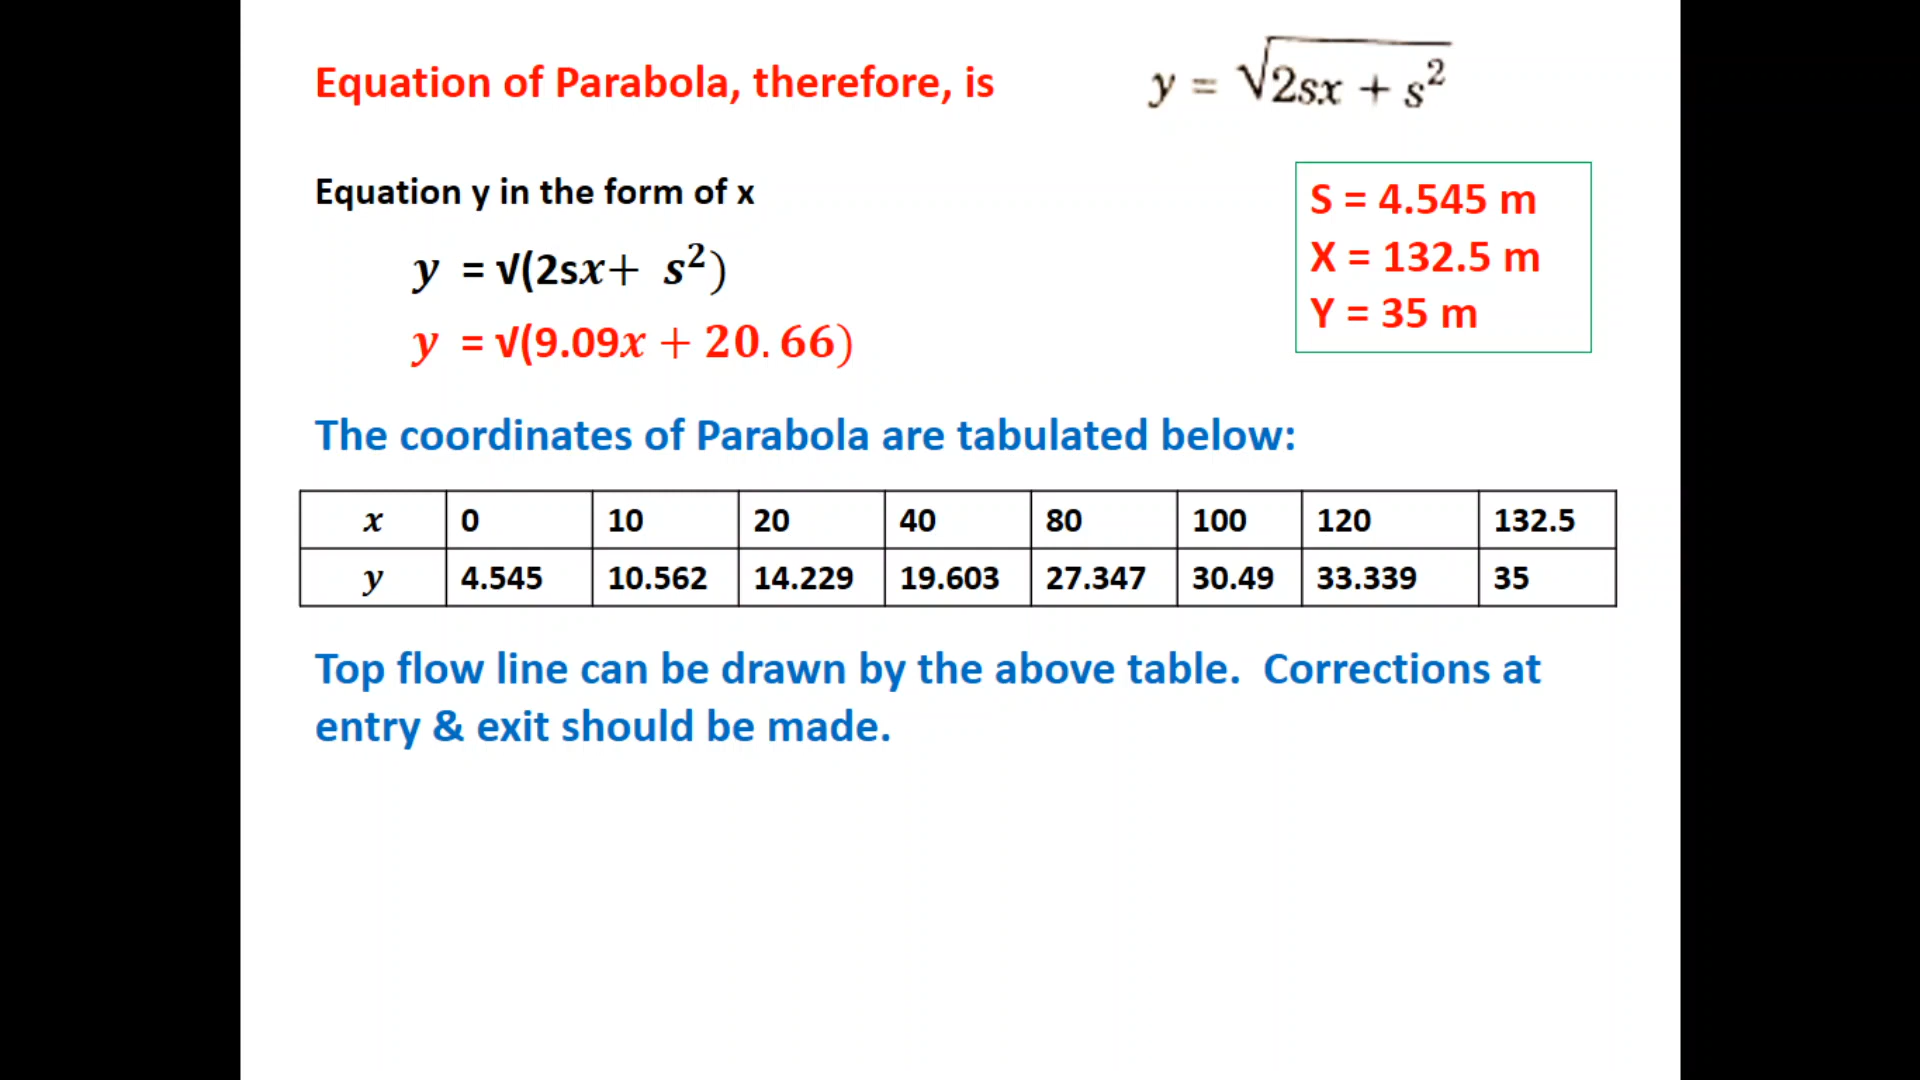 Equation of Parabola, therefore, is y = √2sx + s²
Equation y in the form of x
y = √(2sx+ s²)
y = √(9.09x + 20.66)
S = 4.545 m
X = 132.5 m
Y = 35 m
The coordinates of Parabola are tabulated below:
x 0 10 20 40 80 100 120 132.5
y 4.545 10.562 14.229 19.603 27.347 30.49 33.339 35
Top flow line can be drawn by the above table. Corrections at
entry & exit should be made.